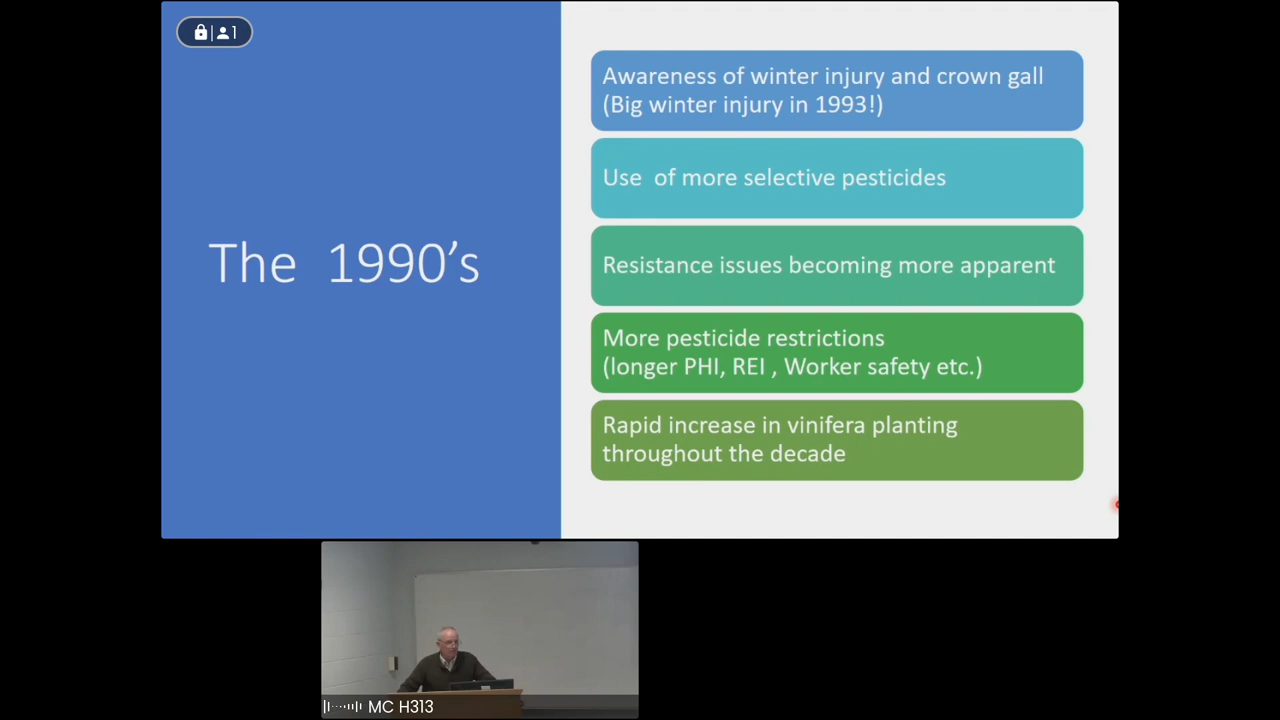 1
The 1990's
Awareness of winter injury and crown gall
(Big winter injury in 1993!)
Use of more selective pesticides
Resistance issues becoming more apparent
More pesticide restrictions
(longer PHI, REI , Worker safety etc.)
Rapid increase in vinifera planting
throughout the decade
MC H313